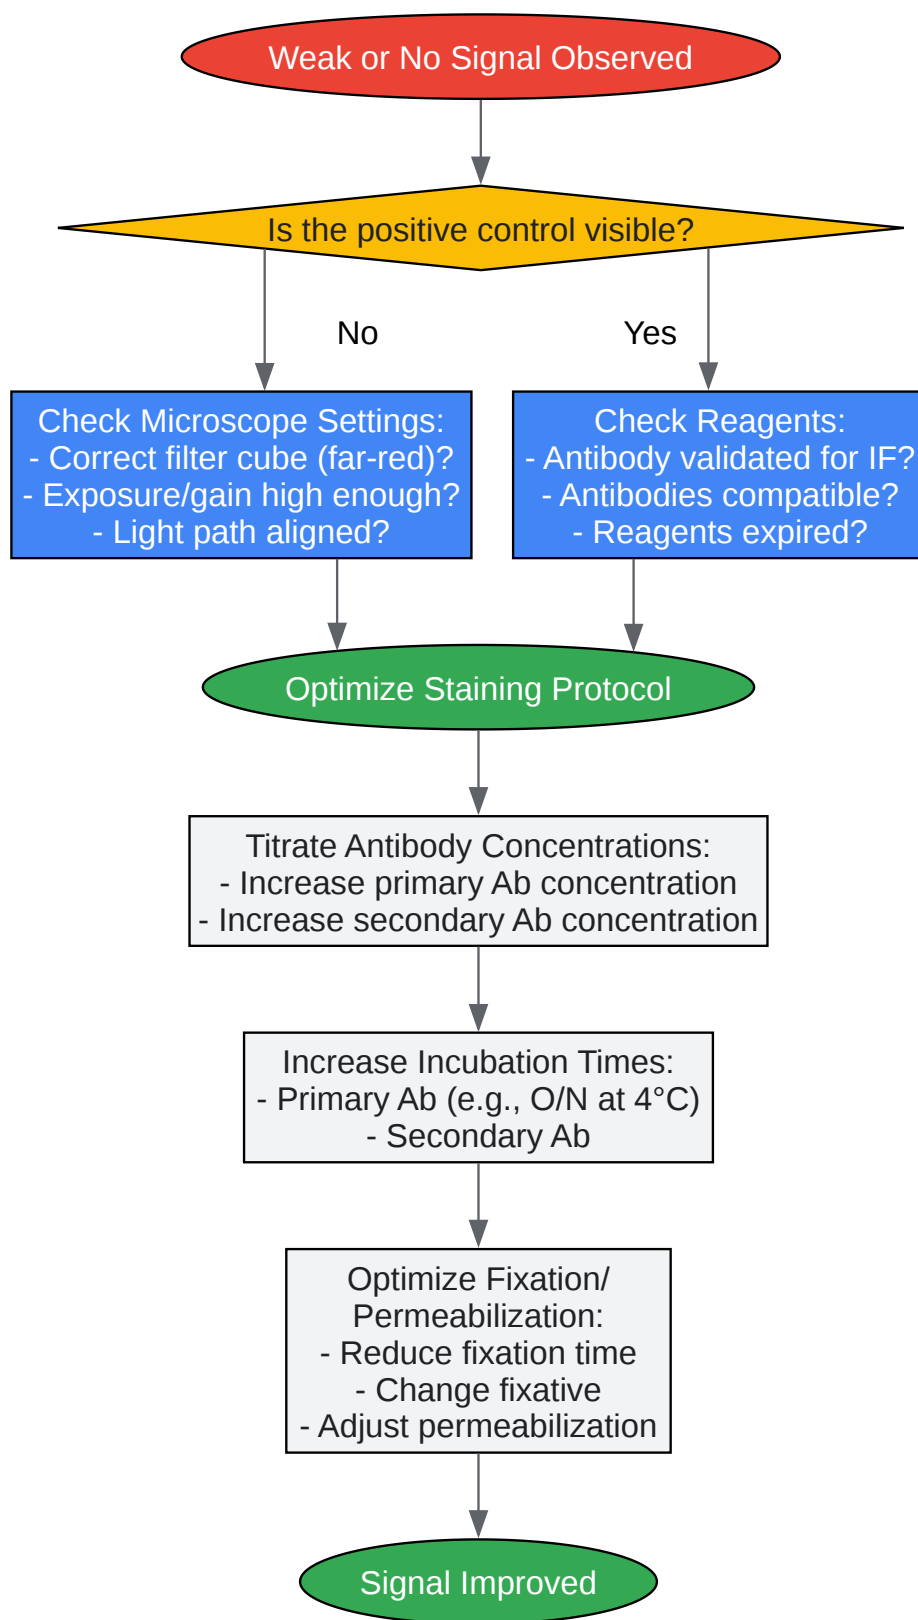 Weak or No Signal Observed
Is the positive control visible?
No
Yes
Check Microscope Settings:
- Correct filter cube (far-red)?
- Exposure/gain high enough?
- Light path aligned?
Check Reagents:
- Antibody validated for IF?
- Antibodies compatible?
- Reagents expired?
Optimize Staining Protocol
Titrate Antibody Concentrations:
- Increase primary Ab concentration
- Increase secondary Ab concentration
Increase Incubation Times:
- Primary Ab (e.g., O/N at 4°C)
- Secondary Ab
Optimize Fixation/
Permeabilization:
- Reduce fixation time
- Change fixative
- Adjust permeabilization
Signal Improved